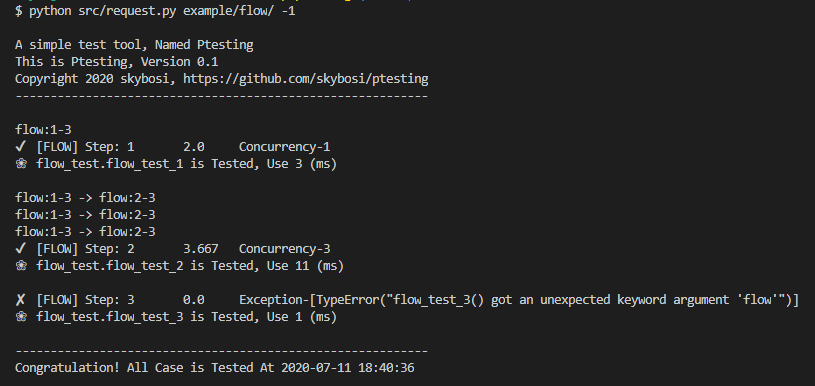 $ python src/request.py example/flow/ -1
A simple test tool, Named Ptesting
This is Ptesting, Version 0.1
Copyright 2020 skybosi, https://github.com/skybosi/ptesting
-----------------------------------------------------------
flow:1-3
✓ [FLOW] Step: 1 2.0 Concurrency-1
❀ flow_test.flow_test_1 is Tested, Use 3 (ms)
flow:1-3 -> flow:2-3
flow:1-3 -> flow:2-3
flow:1-3 -> flow:2-3
✓ [FLOW] Step: 2 3.667 Concurrency-3
❀ flow_test.flow_test_2 is Tested, Use 11 (ms)
✘ [FLOW] Step: 3 0.0 Exception-[TypeError("flow_test_3() got an unexpected keyword argument 'flow'")]
❀ flow_test.flow_test_3 is Tested, Use 1 (ms)
-----------------------------------------------------------
Congratulation! All Case is Tested At 2020-07-11 18:40:36